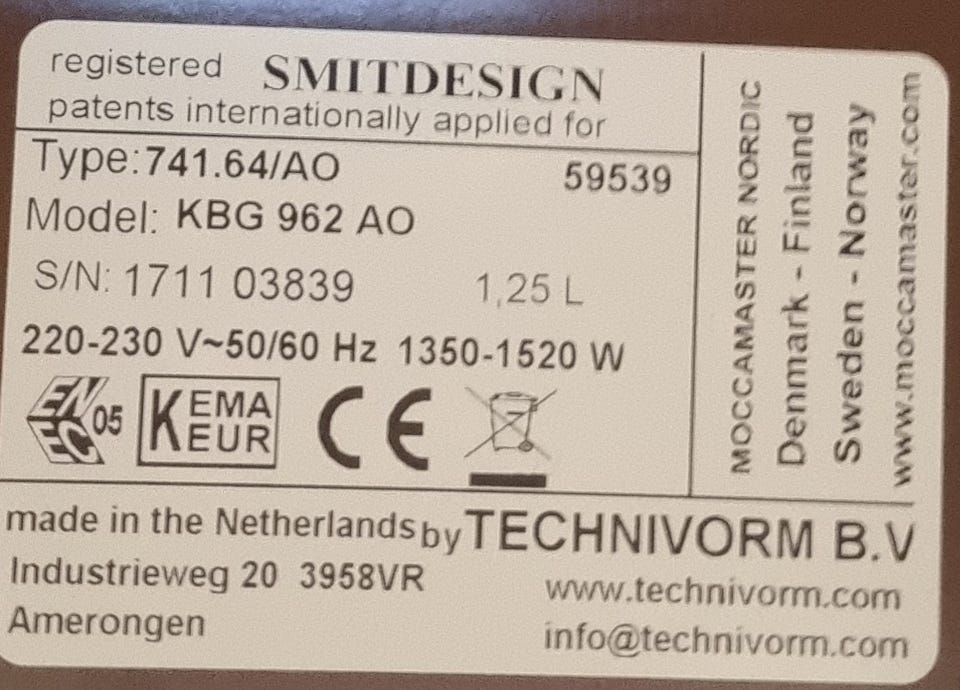 registered SMITDESIGN
patents internationally applied for
Type: 741.64/AO 59539
Model: KBG 962 AO
S/N: 1711 03839 1,25 L
220-230 V~50/60 Hz 1350-1520 W
EN EC 05 KEMA KEUR CE
MOCCAMASTER NORDIC
Denmark - Finland
Sweden - Norway
www.moccamaster.com
made in the Netherlands by TECHNIVORM B.V
Industrieweg 20 3958VR
Amerongen
www.technivorm.com
info@technivorm.com